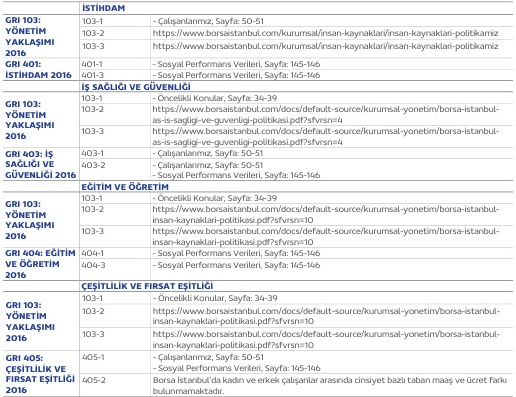 İSTİHDAM
GRI 103:
YÖNETİM
YAKLAŞIMI
2016
103-1 - Çalışanlarımız, Sayfa: 50-51
103-2 https://www.borsaistanbul.com/kurumsal/insan-kaynaklari/insan-kaynaklari-politikamiz
103-3 https://www.borsaistanbul.com/kurumsal/insan-kaynaklari/insan-kaynaklari-politikamiz
GRI 401:
İSTİHDAM 2016
401-1 - Sosyal Performans Verileri, Sayfa: 145-146
401-3 - Sosyal Performans Verileri, Sayfa: 145-146
İŞ SAĞLIĞI VE GÜVENLİĞİ
GRI 103:
YÖNETİM
YAKLAŞIMI
2016
103-1 - Öncelikli Konular, Sayfa: 34-39
103-2 https://www.borsaistanbul.com/docs/default-source/kurumsal-yonetim/borsa-istanbul-
as-is-sagligi-ve-guvenligi-politikasi.pdf?sfvrsn=4
103-3 https://www.borsaistanbul.com/docs/default-source/kurumsal-yonetim/borsa-istanbul-
as-is-sagligi-ve-guvenligi-politikasi.pdf?sfvrsn=4
GRI 403: İŞ
SAĞLIĞI VE
GÜVENLİĞİ 2016
403-1 - Çalışanlarımız, Sayfa: 50-51
403-2 - Çalışanlarımız, Sayfa: 50-51
- Sosyal Performans Verileri, Sayfa: 145-146
EĞİTİM VE ÖĞRETİM
GRI 103:
YÖNETİM
YAKLAŞIMI
2016
103-1 - Öncelikli Konular, Sayfa: 34-39
103-2 https://www.borsaistanbul.com/docs/default-source/kurumsal-yonetim/borsa-istanbul-
insan-kaynaklari-politikasi.pdf?sfvrsn=10
103-3 https://www.borsaistanbul.com/docs/default-source/kurumsal-yonetim/borsa-istanbul-
insan-kaynaklari-politikasi.pdf?sfvrsn=10
GRI 404: EĞİTİM
VE ÖĞRETİM
2016
404-1 - Sosyal Performans Verileri, Sayfa: 145-146
404-3 - Sosyal Performans Verileri, Sayfa: 145-146
ÇEŞİTLİLİK VE FIRSAT EŞİTLİĞİ
GRI 103:
YÖNETİM
YAKLAŞIMI
2016
103-1 - Öncelikli Konular, Sayfa: 34-39
103-2 https://www.borsaistanbul.com/docs/default-source/kurumsal-yonetim/borsa-istanbul-
insan-kaynaklari-politikasi.pdf?sfvrsn=10
103-3 https://www.borsaistanbul.com/docs/default-source/kurumsal-yonetim/borsa-istanbul-
insan-kaynaklari-politikasi.pdf?sfvrsn=10
GRI 405:
ÇEŞİTLİLİK VE
FIRSAT EŞİTLİĞİ
2016
405-1 - Çalışanlarımız, Sayfa: 50-51
- Sosyal Performans Verileri, Sayfa: 145-146
405-2 Borsa İstanbul'da kadın ve erkek çalışanlar arasında cinsiyet bazlı taban maaş ve ücret farkı
bulunmamaktadır.